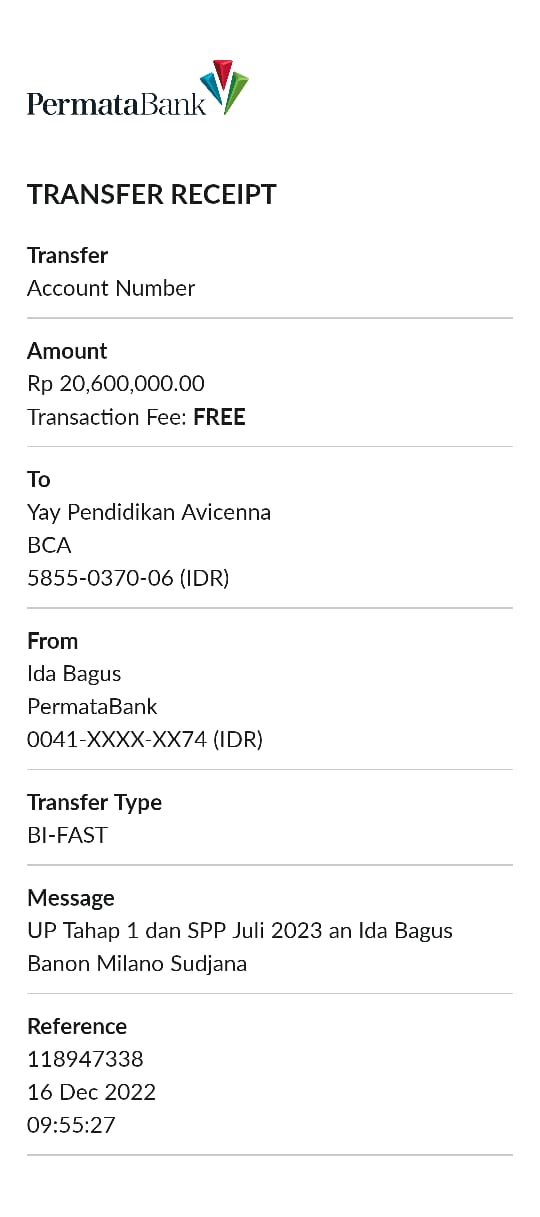 PermataBank
TRANSFER RECEIPT
Transfer
Account Number
Amount
Rp 20,600,000.00
Transaction Fee: FREE
To
Yay Pendidikan Avicenna
BCA
5855-0370-06 (IDR)
From
Ida Bagus
PermataBank
0041-XXXX-XX74 (IDR)
Transfer Type
BI-FAST
Message
UP Tahap 1 dan SPP Juli 2023 an Ida Bagus
Banon Milano Sudjana
Reference
118947338
16 Dec 2022
09:55:27